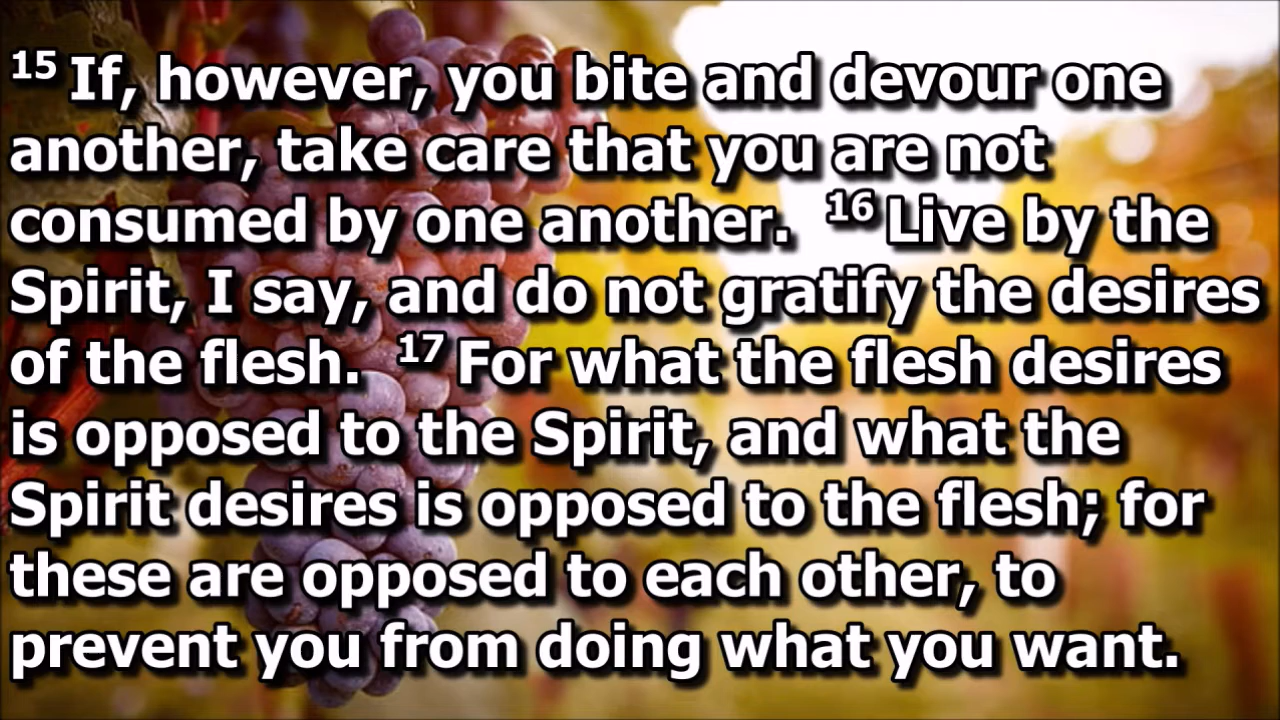 15 If, however, you bite and devour one
another, take care that you are not
consumed by one another. 16 Live by the
Spirit, I say, and do not gratify the desires
of the flesh. 17 For what the flesh desires
is opposed to the Spirit, and what the
Spirit desires is opposed to the flesh; for
these are opposed to each other, to
prevent you from doing what you want.